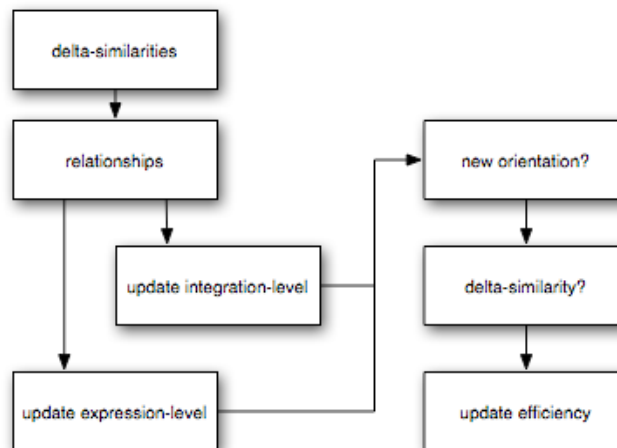 delta-similarities
relationships
new orientation?
update integration-level
delta-similarity?
update expression-level
update efficiency